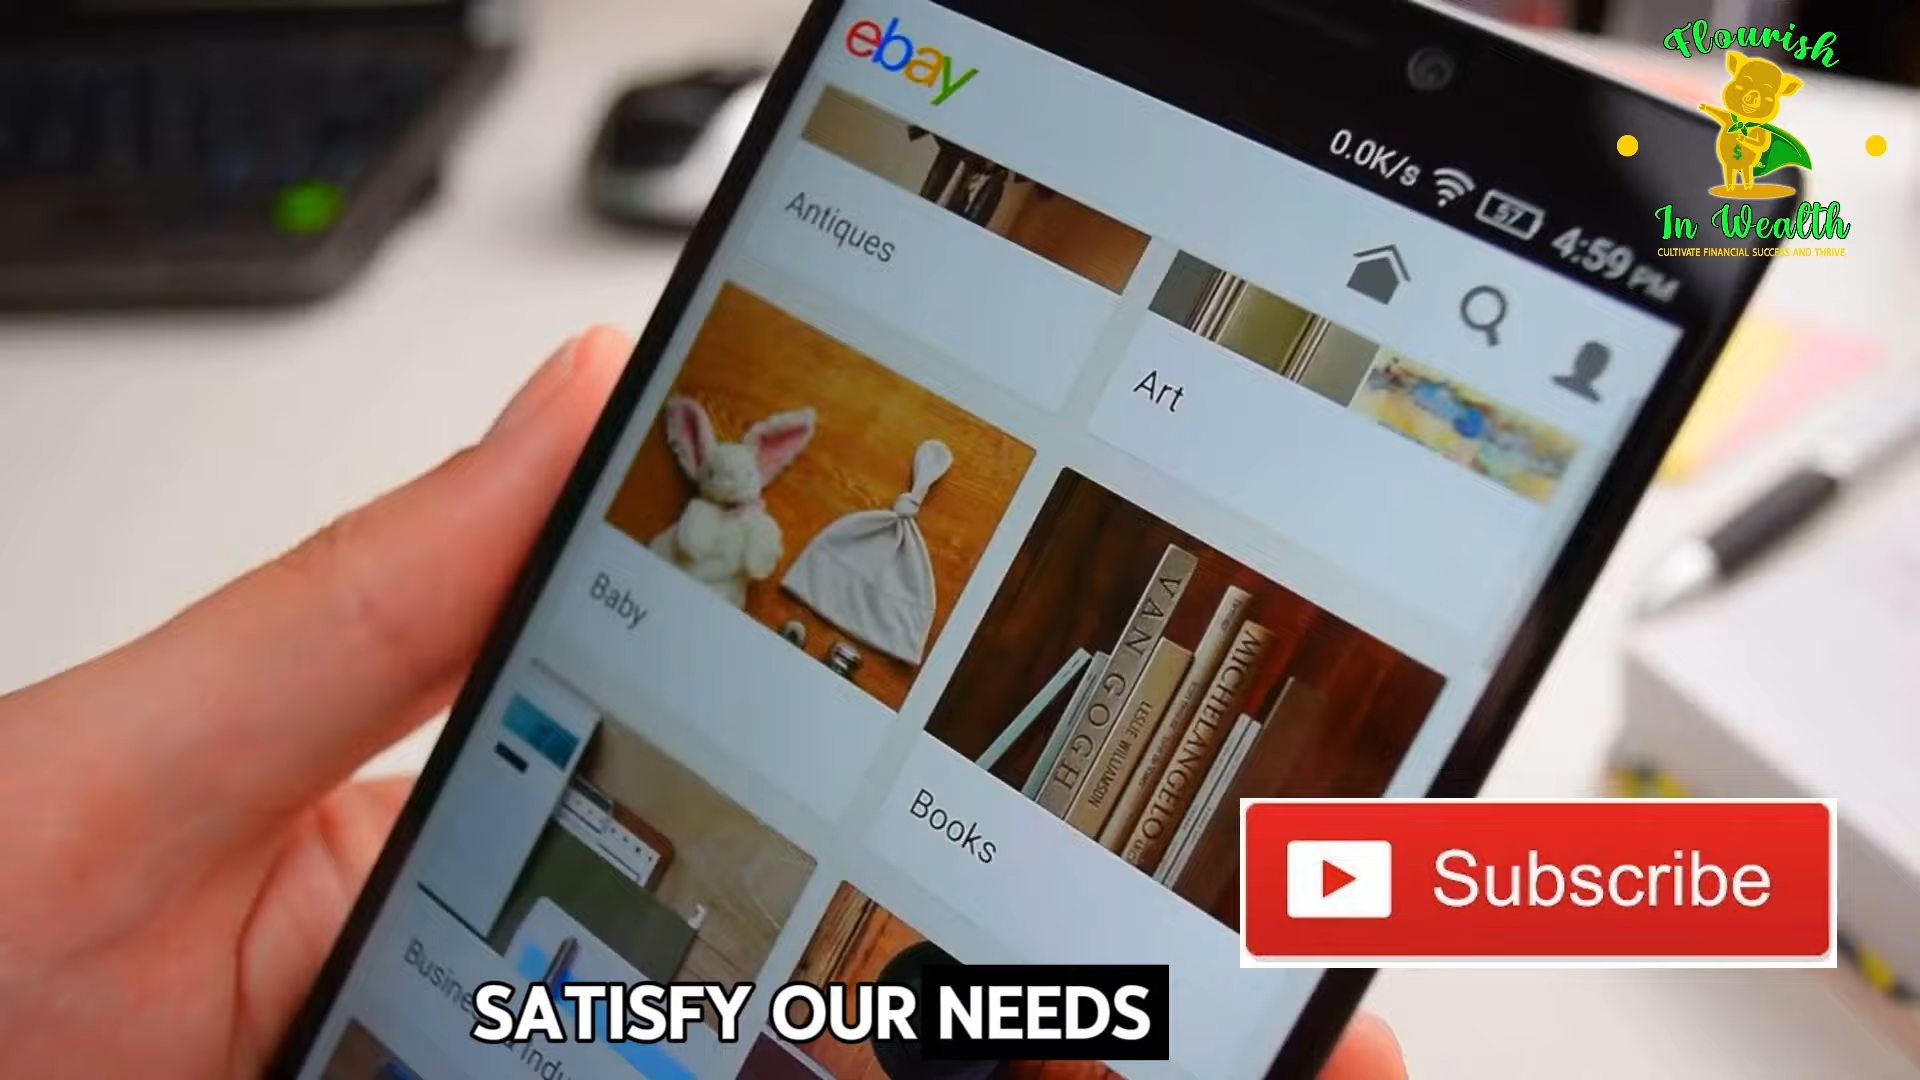 ebay
0.0K/s
57
4:59 PM
Flourish
$
In Wealth
CULTIVATE FINANCIAL SUCCESS AND THRIVE
Antiques
Art
Baby
VAN GOGH
LESLIE WILLIAMSON
MICHELANGELO
Books
Subscribe
SATISFY OUR NEEDS